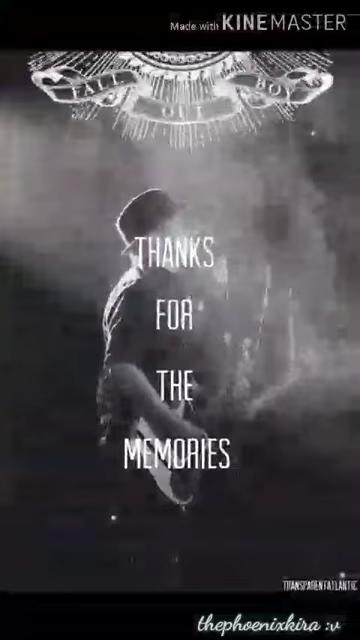 Made with KINEMASTER
FALL OUT BOY
THANKS
FOR
THE
MEMORIES
TRANSPARENTATLANTIC
thephoenixkira :v